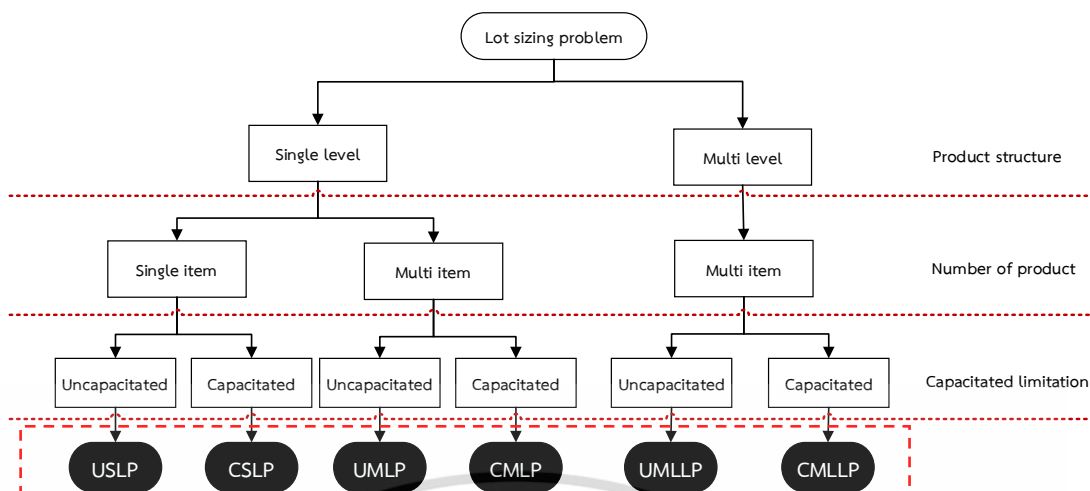 Lot sizing problem
Single level
Multi level
Product structure
Single item
Multi item
Multi item
Number of product
Uncapacitated
Capacitated
Uncapacitated
Capacitated
Uncapacitated
Capacitated
Capacitated limitation
USLP
CSLP
UMLP
CMLP
UMLLP
CMLLP